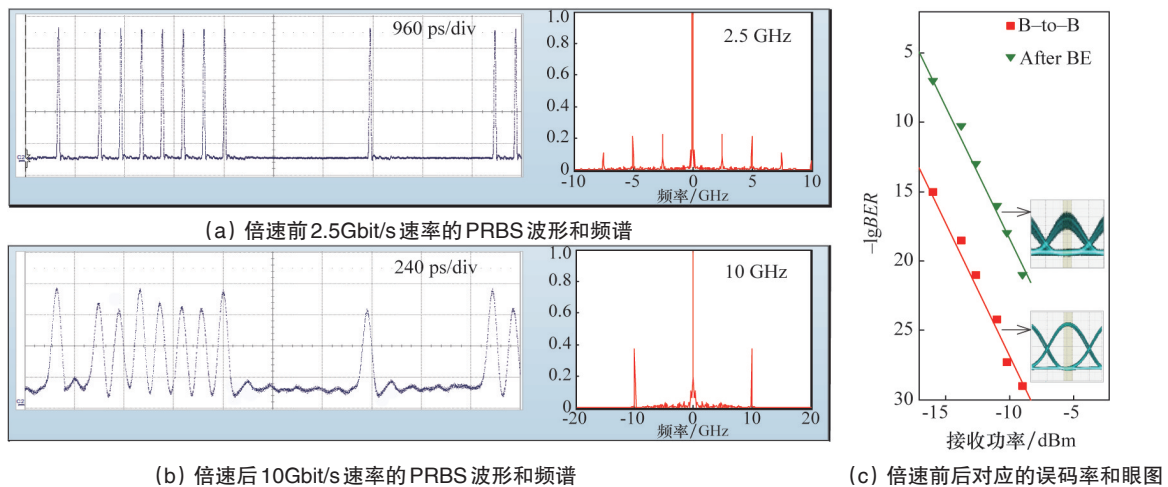 960 ps/div
1.0
0.8
0.6
0.4
0.2
0
2.5 GHz
-10 -5 0 5 10
频率/GHz
(a) 倍速前2.5Gbit/s速率的PRBS波形和频谱
240 ps/div
1.0
0.8
0.6
0.4
0.2
0
10 GHz
-20 -10 0 10 20
频率/GHz
(b) 倍速后10Gbit/s速率的PRBS波形和频谱
B–to–B
After BE
5
10
15
20
25
30
–lgBER
-15 -10 -5
接收功率/dBm
(c) 倍速前后对应的误码率和眼图